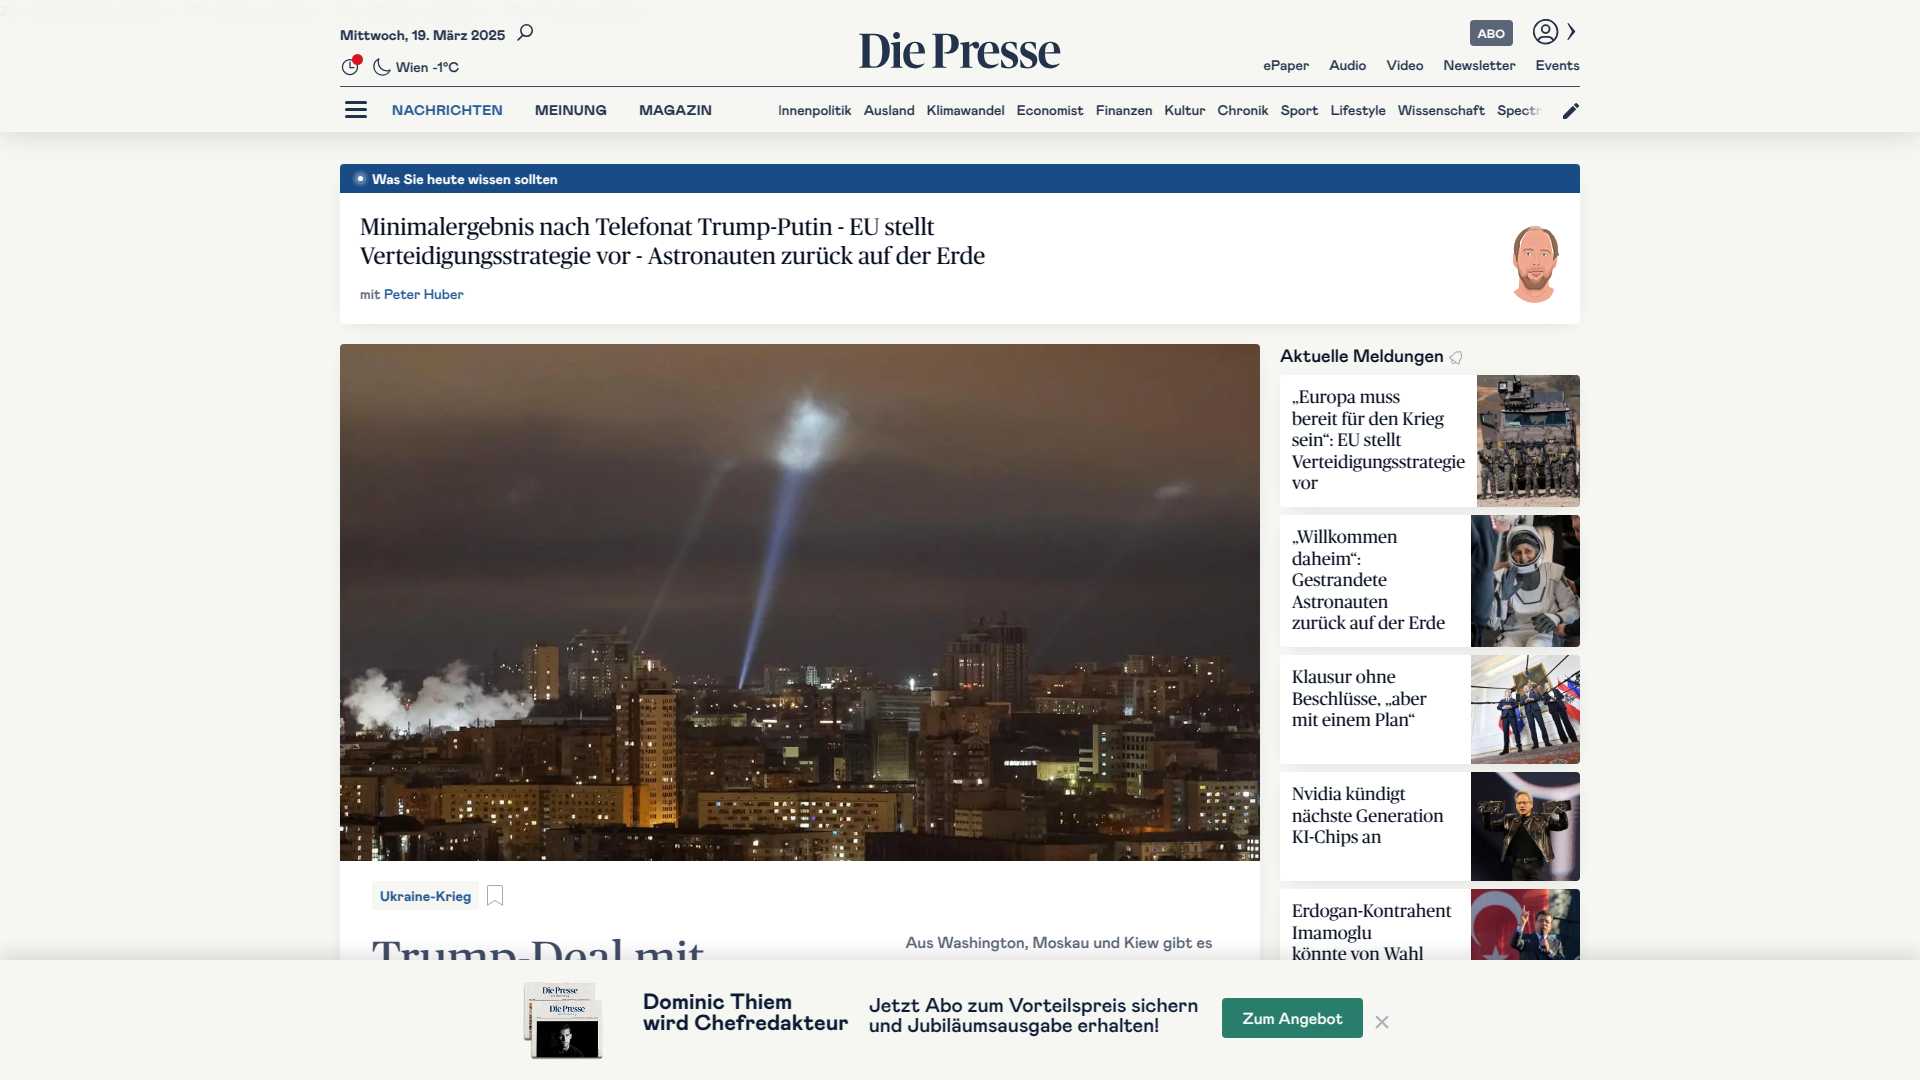 Mittwoch, 19. März 2025
Wien -1°C
Die Presse
ABO
ePaper Audio Video Newsletter Events
NACHRICHTEN MEINUNG MAGAZIN
Innenpolitik Ausland Klimawandel Economist Finanzen Kultur Chronik Sport Lifestyle Wissenschaft Spectr
Was Sie heute wissen sollten
Minimalergebnis nach Telefonat Trump-Putin - EU stellt
Verteidigungsstrategie vor - Astronauten zurück auf der Erde
mit Peter Huber
Ukraine-Krieg
Trump-Deal mit
Aus Washington, Moskau und Kiew gibt es
Aktuelle Meldungen
„Europa muss
bereit für den Krieg
sein“: EU stellt
Verteidigungsstrategie
vor
„Willkommen
daheim“:
Gestrandete
Astronauten
zurück auf der Erde
Klausur ohne
Beschlüsse, „aber
mit einem Plan“
Nvidia kündigt
nächste Generation
KI-Chips an
Erdogan-Kontrahent
Imamoglu
könnte von Wahl
Die Presse
Die Presse
Dominic Thiem
wird Chefredakteur
Jetzt Abo zum Vorteilspreis sichern
und Jubiläumsausgabe erhalten!
Zum Angebot